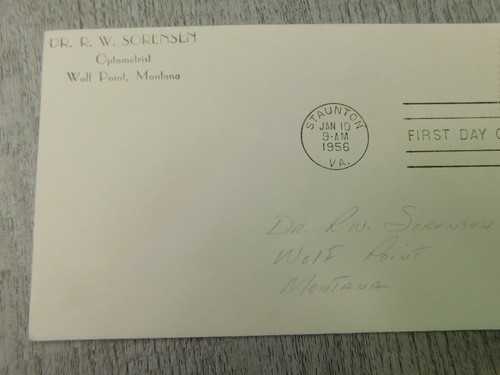 DR. R. W. SORENSEN
Optometrist
Wolf Point, Montana
STAUNTON
JAN 10
9-AM
1956
VA.
FIRST DAY O
DR. R.W. SORENSEN
WOLF POINT
MONTANA